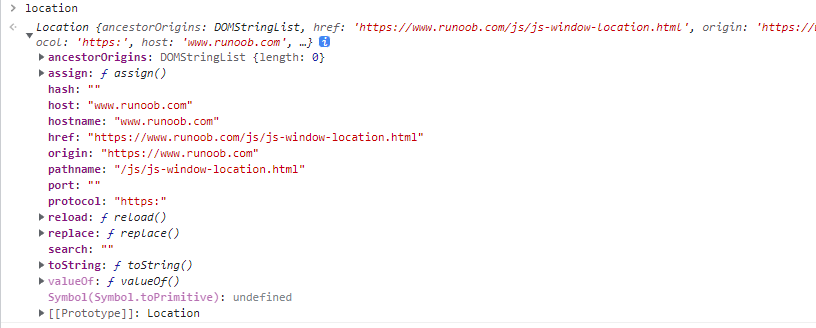 location
Location {ancestorOrigins: DOMStringList, href: 'https://www.runoob.com/js/js-window-location.html', origin: 'https://
ocol: 'https:', host: 'www.runoob.com', …}
ancestorOrigins: DOMStringList {length: 0}
assign: ƒ assign()
hash: ""
host: "www.runoob.com"
hostname: "www.runoob.com"
href: "https://www.runoob.com/js/js-window-location.html"
origin: "https://www.runoob.com"
pathname: "/js/js-window-location.html"
port: ""
protocol: "https:"
reload: ƒ reload()
replace: ƒ replace()
search: ""
toString: ƒ toString()
valueOf: ƒ valueOf()
Symbol(Symbol.toPrimitive): undefined
[[Prototype]]: Location